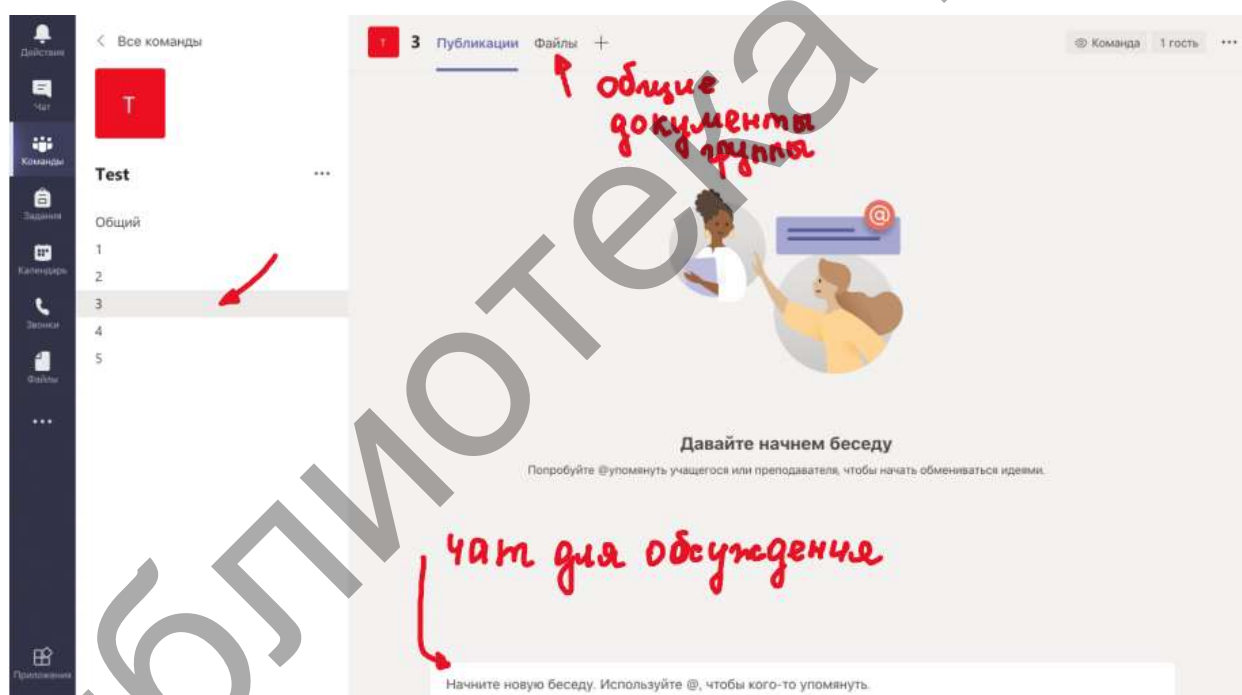 Действия
Чат
Команды
Задания
Календарь
Звонки
Файлы
Приложения
Все команды
T
Test
Общий
1
2
3
4
5
T 3 Публикации Файлы +
Команда 1 гость
общие
документы
группы
Давайте начнем беседу
Попробуйте @упомянуть учащегося или преподавателя, чтобы начать обмениваться идеями.
чат для обсуждения
Начните новую беседу. Используйте @, чтобы кого-то упомянуть.
блиотека